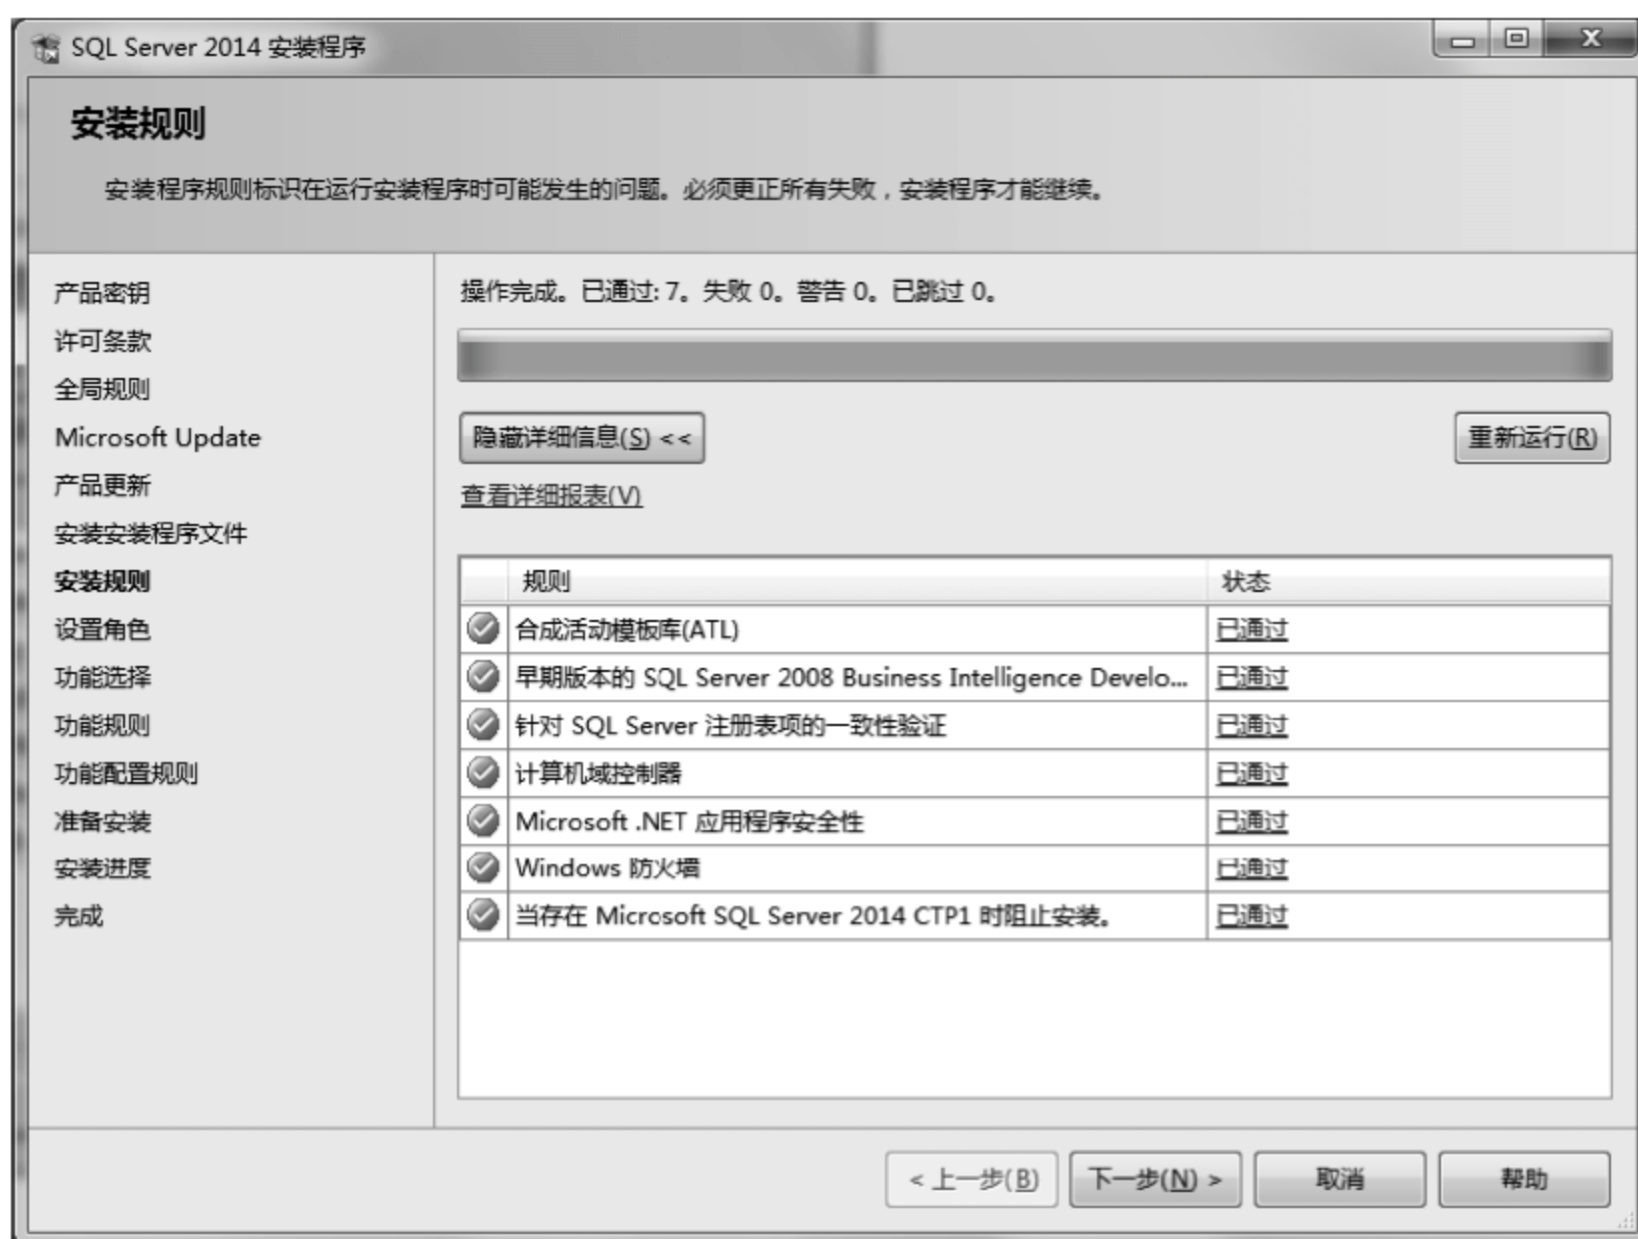 SQL Server 2014 安装程序
安装规则
安装程序规则标识在运行安装程序时可能发生的问题。必须更正所有失败，安装程序才能继续。
产品密钥
许可条款
全局规则
Microsoft Update
产品更新
安装安装程序文件
安装规则
设置角色
功能选择
功能规则
功能配置规则
准备安装
安装进度
完成
操作完成。已通过: 7。失败 0。警告 0。已跳过 0。
隐藏详细信息(S) <<
重新运行(R)
查看详细报表(V)
规则 状态
合成活动模板库(ATL) 已通过
早期版本的 SQL Server 2008 Business Intelligence Develo... 已通过
针对 SQL Server 注册表项的一致性验证 已通过
计算机域控制器 已通过
Microsoft .NET 应用程序安全性 已通过
Windows 防火墙 已通过
当存在 Microsoft SQL Server 2014 CTP1 时阻止安装。 已通过
< 上一步(B) 下一步(N) > 取消 帮助